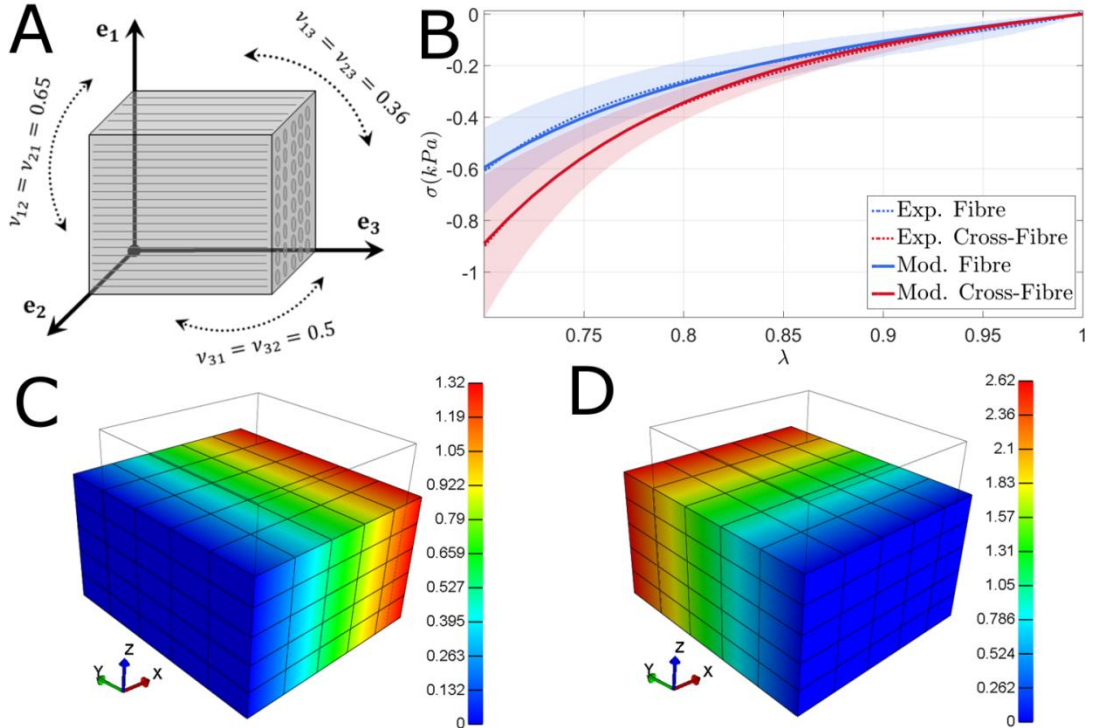 A
e₁
ν₁₃ = ν₂₃ = 0.36
ν₁₂ = ν₂₁ = 0.65
e₃
e₂
ν₃₁ = ν₃₂ = 0.5
B
0
-0.2
-0.4
-0.6
-0.8
-1
σ(kPa)
Exp. Fibre
Exp. Cross-Fibre
Mod. Fibre
Mod. Cross-Fibre
0.75 0.8 0.85 0.9 0.95 1
λ
C
1.32
1.19
1.05
0.922
0.79
0.659
0.527
0.395
0.263
0.132
0
Z
Y X
D
2.62
2.36
2.1
1.83
1.57
1.31
1.05
0.786
0.524
0.262
0
Z
Y X